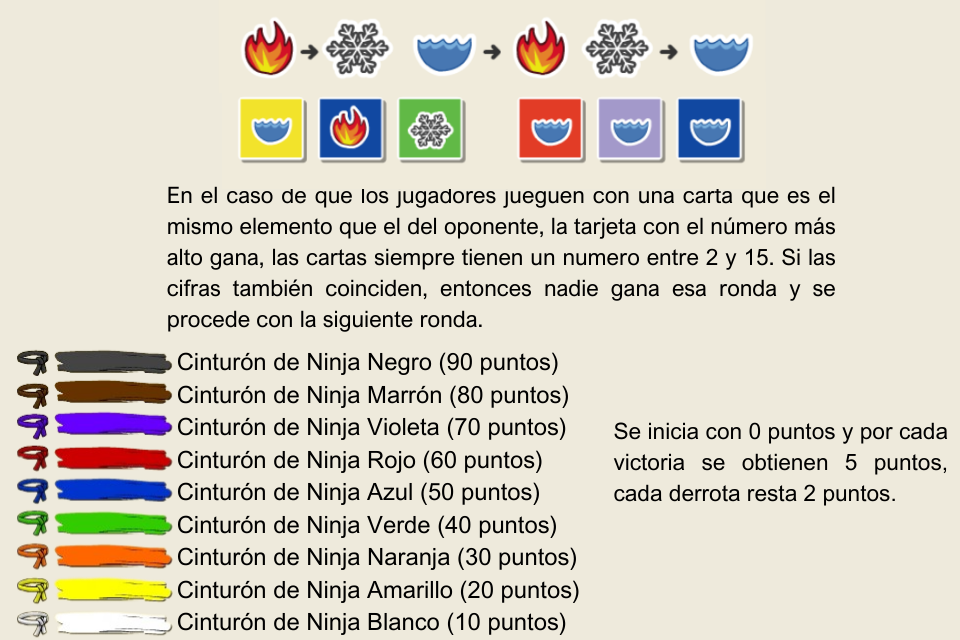 En el caso de que los jugadores jueguen con una carta que es el
mismo elemento que el del oponente, la tarjeta con el número más
alto gana, las cartas siempre tienen un numero entre 2 y 15. Si las
cifras también coinciden, entonces nadie gana esa ronda y se
procede con la siguiente ronda.
Cinturón de Ninja Negro (90 puntos)
Cinturón de Ninja Marrón (80 puntos)
Cinturón de Ninja Violeta (70 puntos)
Cinturón de Ninja Rojo (60 puntos)
Cinturón de Ninja Azul (50 puntos)
Cinturón de Ninja Verde (40 puntos)
Cinturón de Ninja Naranja (30 puntos)
Cinturón de Ninja Amarillo (20 puntos)
Cinturón de Ninja Blanco (10 puntos)
Se inicia con 0 puntos y por cada
victoria se obtienen 5 puntos,
cada derrota resta 2 puntos.